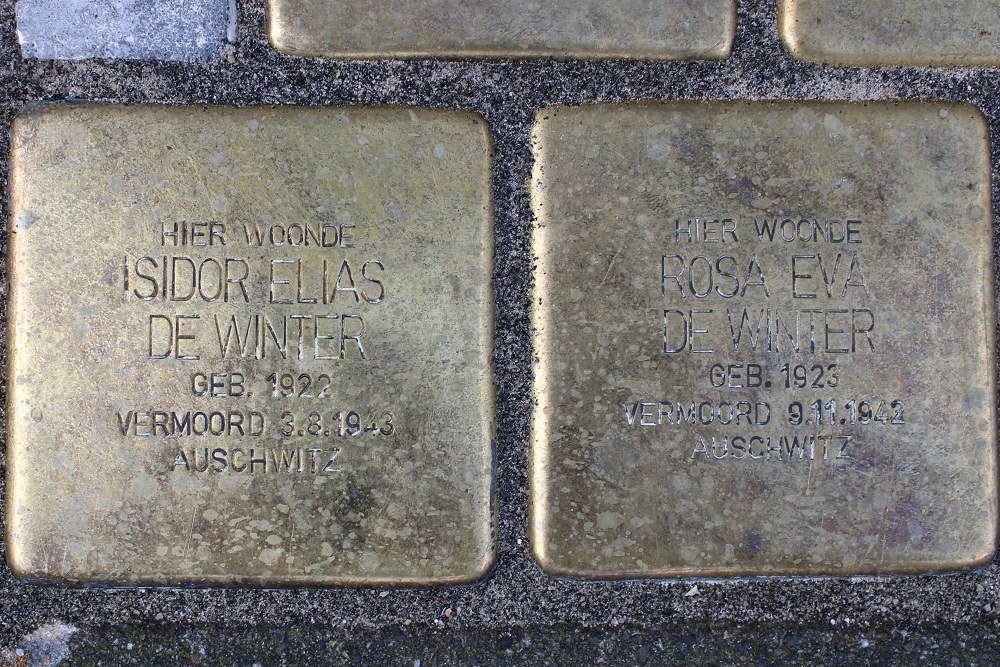 HIER WOONDE
ISIDOR ELIAS
DE WINTER
GEB. 1922
VERMOORD 3.8.1943
AUSCHWITZ
HIER WOONDE
ROSA EVA
DE WINTER
GEB. 1923
VERMOORD 9.11.1942
AUSCHWITZ